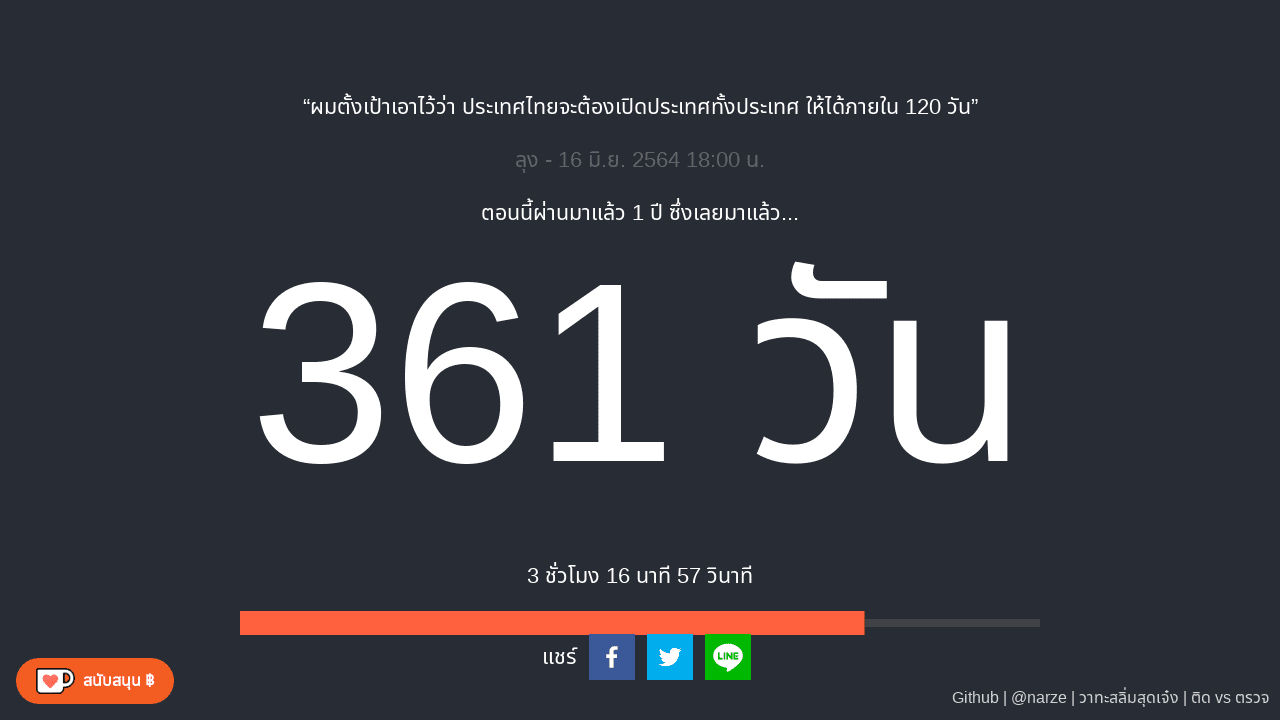 “ผมตั้งเป้าเอาไว้ว่า ประเทศไทยจะต้องเปิดประเทศทั้งประเทศ ให้ได้ภายใน 120 วัน”
ลุง - 16 มิ.ย. 2564 18:00 น.
ตอนนี้ผ่านมาแล้ว 1 ปี ซึ่งเลยมาแล้ว...
361 วัน
3 ชั่วโมง 16 นาที 57 วินาที
แชร์
LINE
สนับสนุน ฿
Github | @narze | วาทะสลิ่มสุดเจ๋ง | ติด vs ตรวจ